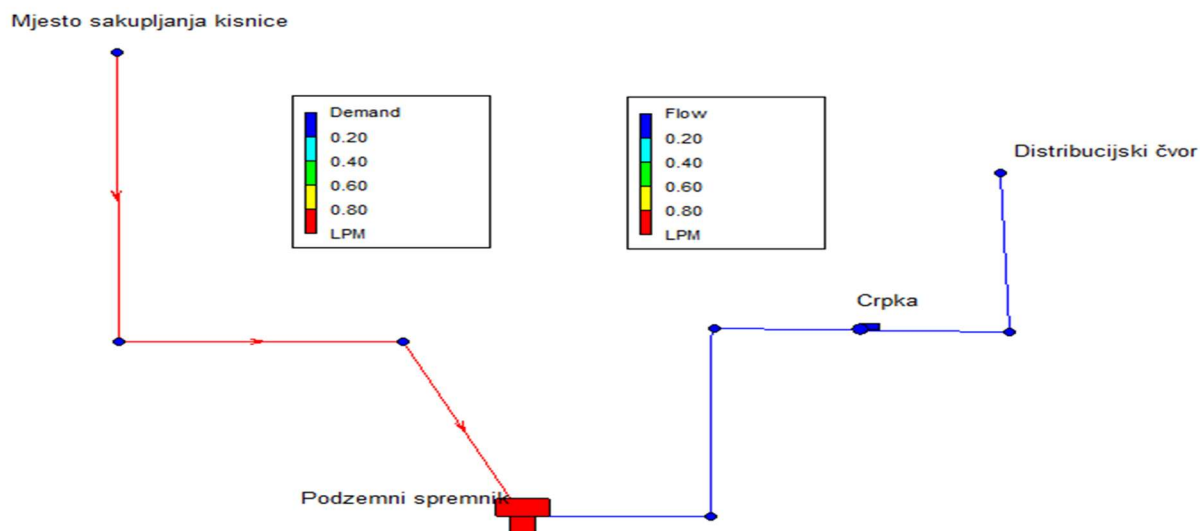 Mjesto sakupljanja kisnice
Demand
0.20
0.40
0.60
0.80
LPM
Flow
0.20
0.40
0.60
0.80
LPM
Distribucijski čvor
Crpka
Podzemni spremnik